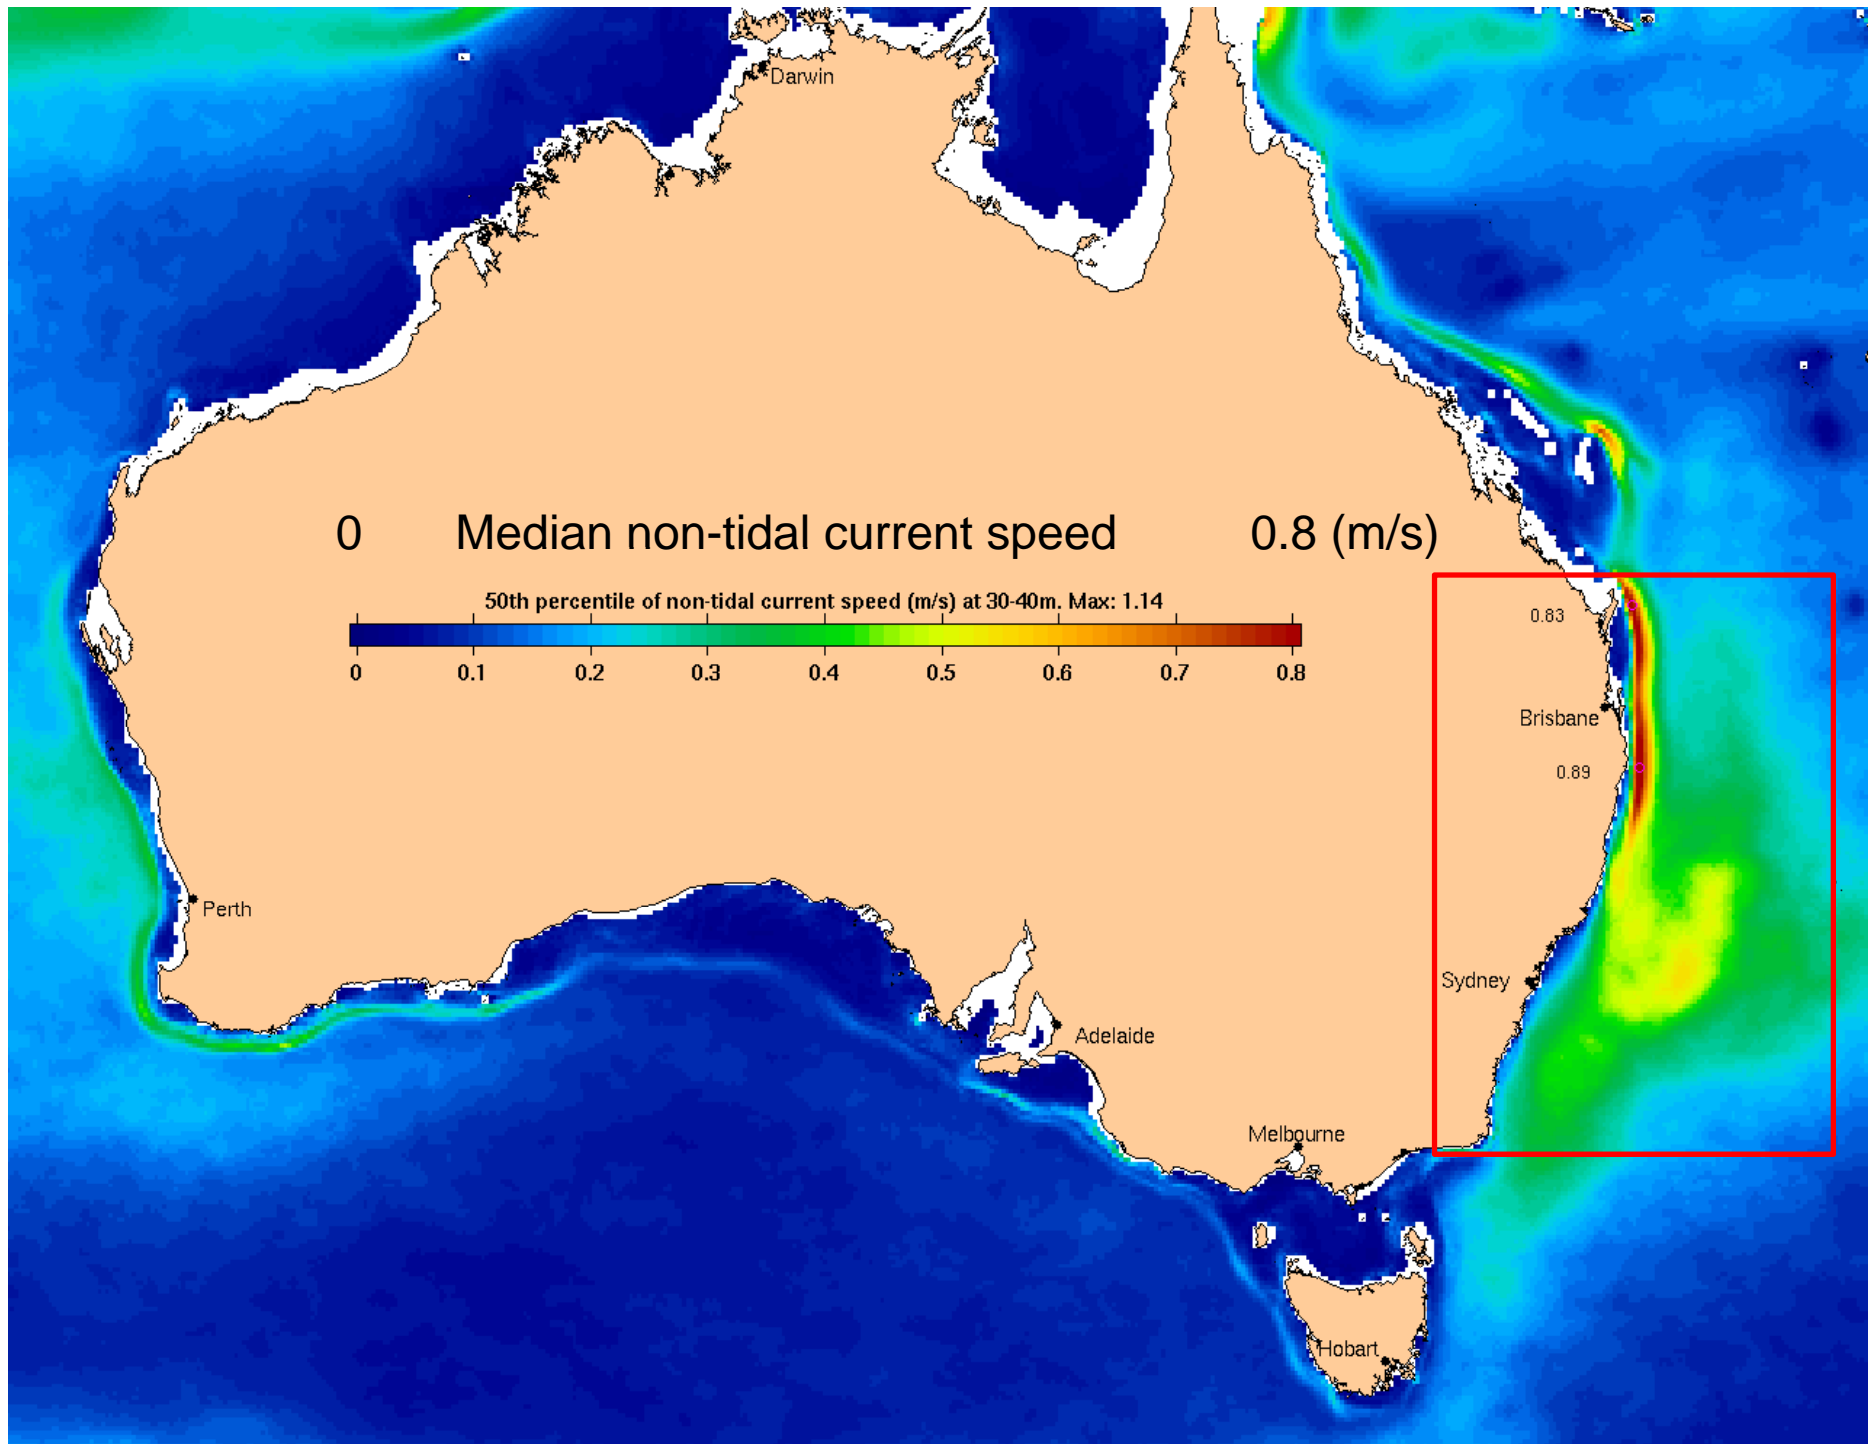 Darwin
0 Median non-tidal current speed 0.8 (m/s)
50th percentile of non-tidal current speed (m/s) at 30-40m. Max: 1.14
0 0.1 0.2 0.3 0.4 0.5 0.6 0.7 0.8
0.83
Brisbane
0.89
Perth
Sydney
Adelaide
Melbourne
Hobart